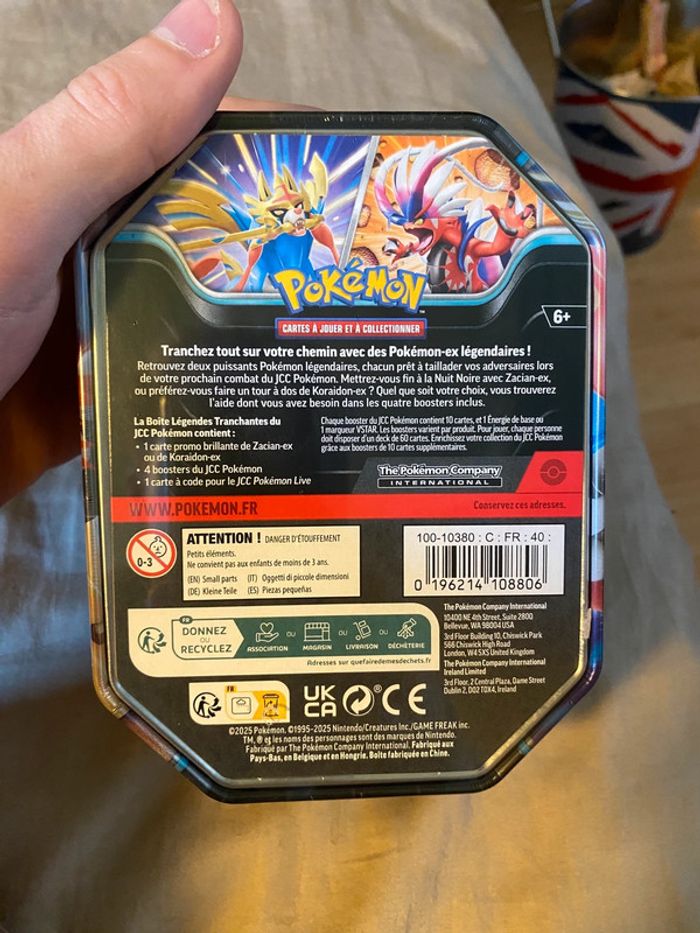 POKÉMON
CARTES À JOUER ET À COLLECTIONNER
6+
Tranchez tout sur votre chemin avec des Pokémon-ex légendaires !
Retrouvez deux puissants Pokémon légendaires, chacun prêt à taillader vos adversaires lors
de votre prochain combat du JCC Pokémon. Mettrez-vous fin à la Nuit Noire avec Zacian-ex,
ou préférez-vous faire un tour à dos de Koraidon-ex ? Quel que soit votre choix, vous trouverez
l'aide dont vous avez besoin dans les quatre boosters inclus.
La Boîte Légendes Tranchantes du
JCC Pokémon contient :
• 1 carte promo brillante de Zacian-ex
ou de Koraidon-ex
• 4 boosters du JCC Pokémon
• 1 carte à code pour le JCC Pokémon Live
Chaque booster du JCC Pokémon contient 10 cartes, et 1 Énergie de base ou
1 marqueur VSTAR. Les boosters varient par produit. Pour jouer, chaque personne
doit disposer d'un deck de 60 cartes. Enrichissez votre collection du JCC Pokémon
grâce aux boosters de 10 cartes supplémentaires.
The Pokémon Company
INTERNATIONAL
WWW.POKEMON.FR
Conservez ces adresses.
0-3
ATTENTION ! DANGER D'ÉTOUFFEMENT
Petits éléments.
Ne convient pas aux enfants de moins de 3 ans.
(EN) Small parts (IT) Oggetti di piccole dimensioni
(DE) Kleine Teile (ES) Piezas pequeñas
100-10380 : C : FR : 40 :
0 196214 108806
FR
DONNEZ
OU
RECYCLEZ
ASSOCIATION
OU
MAGASIN
OU
LIVRAISON
OU
DÉCHÈTERIE
Adresses sur quefairedemesdechets.fr
The Pokémon Company International
10400 NE 4th Street, Suite 2800
Bellevue, WA 98004 USA
3rd Floor Building 10, Chiswick Park
566 Chiswick High Road
London, W4 5XS United Kingdom
The Pokémon Company International
Ireland Limited
3rd Floor, 2 Central Plaza, Dame Street
Dublin 2, D02 T0X4, Ireland
FR
UK
CA
CE
©2025 Pokémon. ©1995-2025 Nintendo/Creatures Inc./GAME FREAK inc.
TM, ® et les noms des personnages sont des marques de Nintendo.
Fabriqué par The Pokémon Company International. Fabriqué aux
Pays-Bas, en Belgique et en Hongrie. Boîte fabriquée en Chine.